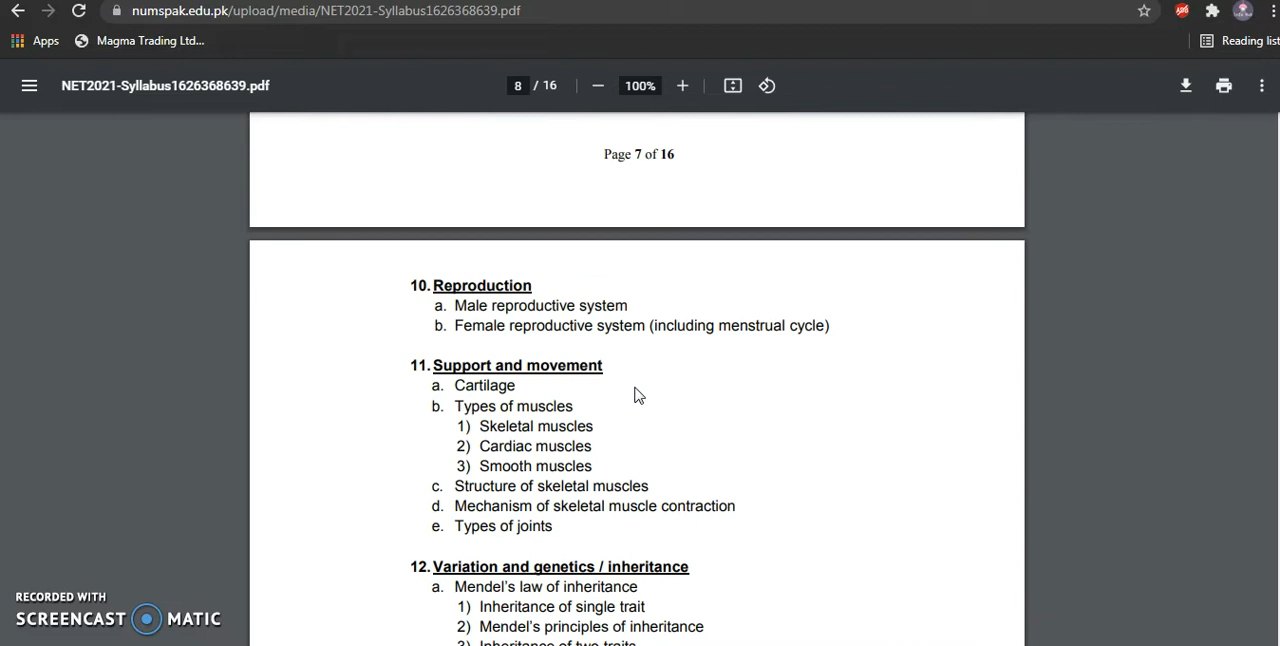 numspak.edu.pk/upload/media/NET2021-Syllabus1626368639.pdf
Apps Magma Trading Ltd... Reading list
NET2021-Syllabus1626368639.pdf 8 / 16 100%
Page 7 of 16
10. Reproduction
a. Male reproductive system
b. Female reproductive system (including menstrual cycle)
11. Support and movement
a. Cartilage
b. Types of muscles
1) Skeletal muscles
2) Cardiac muscles
3) Smooth muscles
c. Structure of skeletal muscles
d. Mechanism of skeletal muscle contraction
e. Types of joints
12. Variation and genetics / inheritance
a. Mendel's law of inheritance
1) Inheritance of single trait
2) Mendel's principles of inheritance
3) Inheritance of two traits
RECORDED WITH
SCREENCAST MATIC